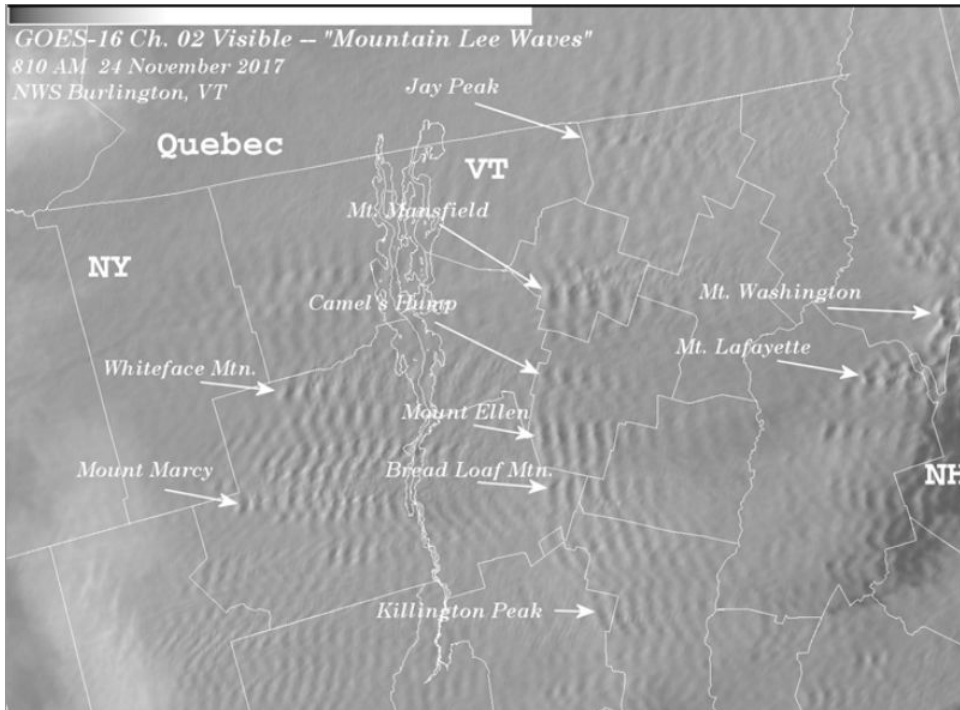 GOES-16 Ch. 02 Visible -- "Mountain Lee Waves"
810 AM 24 November 2017
NWS Burlington, VT
Jay Peak
Quebec
VT
Mt. Mansfield
NY
Mt. Washington
Camel's Hump
Mt. Lafayette
Whiteface Mtn.
Mount Ellen
Mount Marcy
Bread Loaf Mtn.
NH
Killington Peak